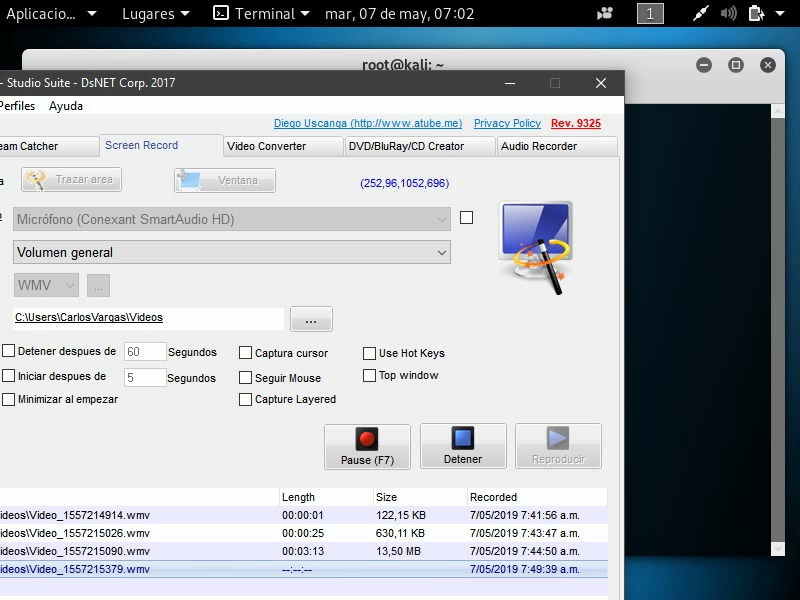 Aplicacio... Lugares Terminal mar, 07 de may, 07:02 1
root@kali: ~
- Studio Suite - DsNET Corp. 2017
Perfiles Ayuda
Diego Uscanga (http://www.atube.me) Privacy Policy Rev. 9325
eam Catcher Screen Record Video Converter DVD/BluRay/CD Creator Audio Recorder
a Trazar area Ventana (252,96,1052,696)
o Micrófono (Conexant SmartAudio HD)
Volumen general
WMV ...
C:\Users\CarlosVargas\Videos ...
Detener despues de 60 Segundos Captura cursor Use Hot Keys
Iniciar despues de 5 Segundos Seguir Mouse Top window
Minimizar al empezar Capture Layered
Pause (F7) Detener Reproducir
Length Size Recorded
ideos\Video_1557214914.wmv 00:00:01 122,15 KB 7/05/2019 7:41:56 a.m.
ideos\Video_1557215026.wmv 00:00:25 630,11 KB 7/05/2019 7:43:47 a.m.
ideos\Video_1557215090.wmv 00:03:13 13,50 MB 7/05/2019 7:44:50 a.m.
ideos\Video_1557215379.wmv --:--:-- 7/05/2019 7:49:39 a.m.